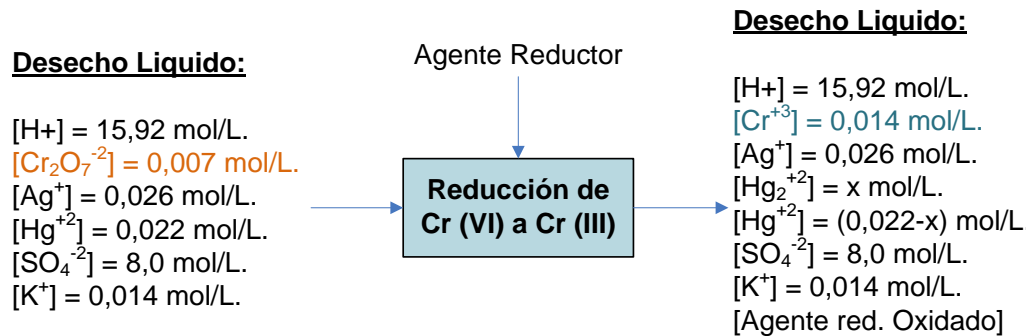 Desecho Liquido:
[H+] = 15,92 mol/L.
[Cr₂O₇⁻²] = 0,007 mol/L.
[Ag⁺] = 0,026 mol/L.
[Hg⁺²] = 0,022 mol/L.
[SO₄⁻²] = 8,0 mol/L.
[K⁺] = 0,014 mol/L.
Agente Reductor
Reducción de
Cr (VI) a Cr (III)
Desecho Liquido:
[H+] = 15,92 mol/L.
[Cr⁺³] = 0,014 mol/L.
[Ag⁺] = 0,026 mol/L.
[Hg₂⁺²] = x mol/L.
[Hg⁺²] = (0,022-x) mol/L.
[SO₄⁻²] = 8,0 mol/L.
[K⁺] = 0,014 mol/L.
[Agente red. Oxidado]